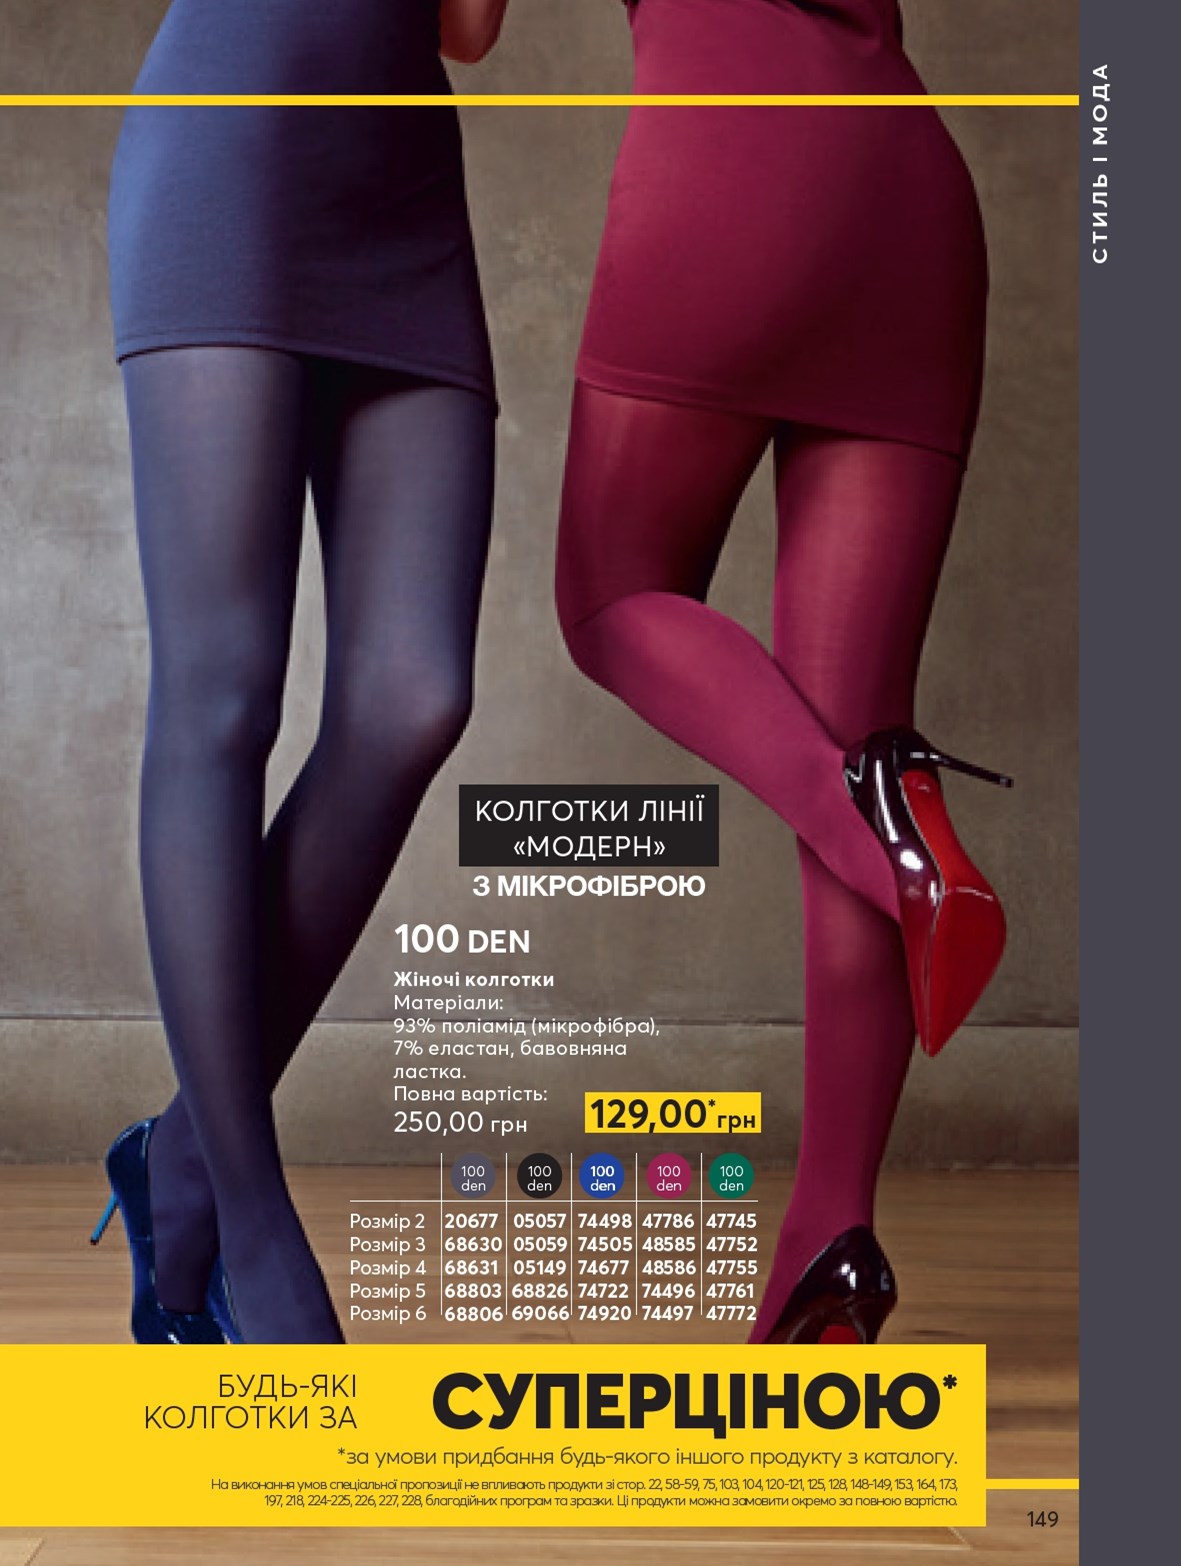 СТИЛЬ І МОДА
КОЛГОТКИ ЛІНІЇ
«МОДЕРН»
З МІКРОФІБРОЮ
100 DEN
Жіночі колготки
Матеріали:
93% поліамід (мікрофібра),
7% еластан, бавовняна
ластка.
Повна вартість:
250,00 грн
129,00* грн
100 den 100 den 100 den 100 den 100 den
Розмір 2 20677 05057 74498 47786 47745
Розмір 3 68630 05059 74505 48585 47752
Розмір 4 68631 05149 74677 48586 47755
Розмір 5 68803 68826 74722 74496 47761
Розмір 6 68806 69066 74920 74497 47772
БУДЬ-ЯКІ
КОЛГОТКИ ЗА
СУПЕРЦІНОЮ*
*за умови придбання будь-якого іншого продукту з каталогу.
На виконання умов спеціальної пропозиції не впливають продукти зі стор. 22, 58-59, 75, 103, 104, 120-121, 125, 128, 148-149, 153, 164, 173,
197, 218, 224-225, 226, 227, 228, благодійних програм та зразки. Ці продукти можна замовити окремо за повною вартістю.
149